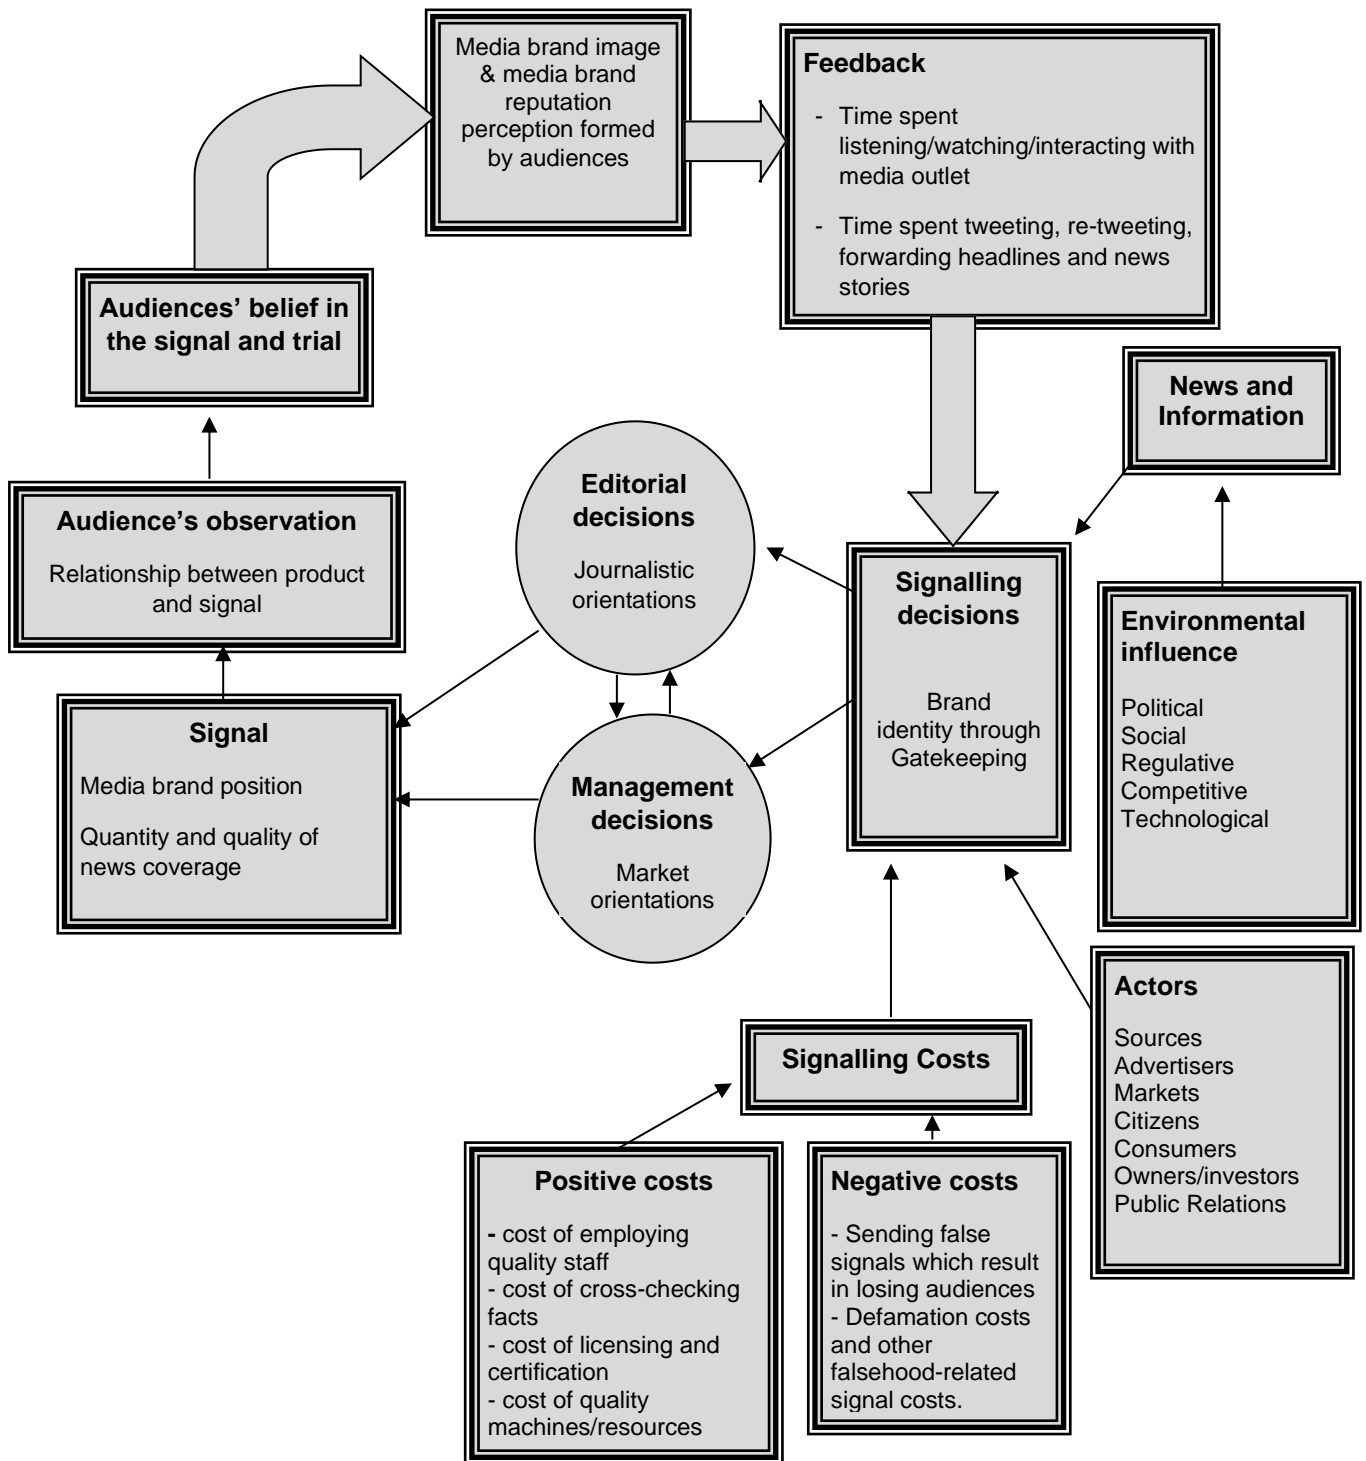 Media brand image
& media brand
reputation
perception formed
by audiences
Feedback
- Time spent
listening/watching/interacting with
media outlet
- Time spent tweeting, re-tweeting,
forwarding headlines and news
stories
Audiences’ belief in
the signal and trial
News and
Information
Audience’s observation
Relationship between product
and signal
Editorial
decisions
Journalistic
orientations
Signalling
decisions
Brand
identity through
Gatekeeping
Environmental
influence
Political
Social
Regulative
Competitive
Technological
Signal
Media brand position
Quantity and quality of
news coverage
Management
decisions
Market
orientations
Actors
Sources
Advertisers
Markets
Citizens
Consumers
Owners/investors
Public Relations
Signalling Costs
Positive costs
- cost of employing
quality staff
- cost of cross-checking
facts
- cost of licensing and
certification
- cost of quality
machines/resources
Negative costs
- Sending false
signals which result
in losing audiences
- Defamation costs
and other
falsehood-related
signal costs.